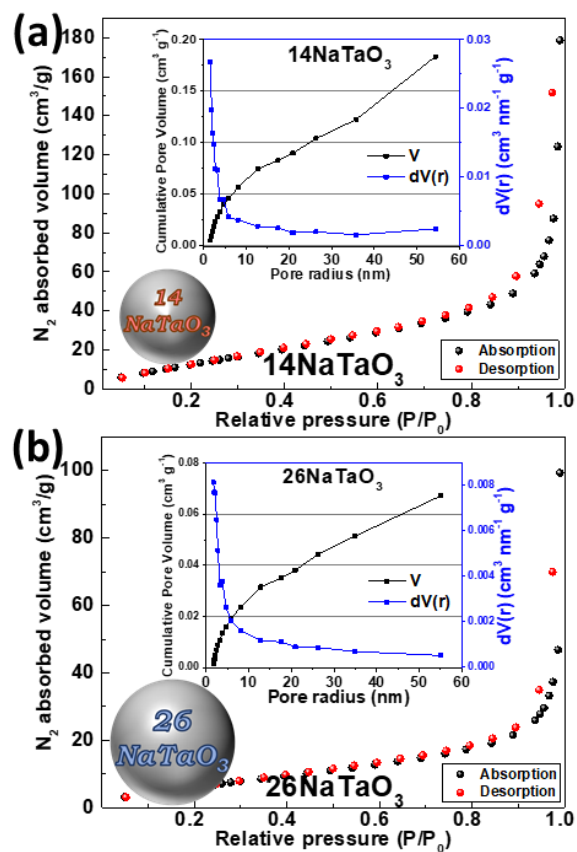 (a)
14NaTaO₃
Cumulative Pore Volume (cm³ g⁻¹)
0.20
0.15
0.10
0.05
0.00
0.03
0.02
0.01
0.00
dV(r) (cm³ nm⁻¹ g⁻¹)
V
dV(r)
0 10 20 30 40 50 60
Pore radius (nm)
N₂ absorbed volume (cm³/g)
180
160
140
120
100
80
60
40
20
0
14
NaTaO₃
14NaTaO₃
Absorption
Desorption
0.2 0.4 0.6 0.8 1.0
Relative pressure (P/P₀)
(b)
26NaTaO₃
Cumulative Pore Volume (cm³ g⁻¹)
0.08
0.06
0.04
0.02
0.00
0.008
0.006
0.004
0.002
0.000
dV(r) (cm³ nm⁻¹ g⁻¹)
V
dV(r)
0 10 20 30 40 50 60
Pore radius (nm)
N₂ absorbed volume (cm³/g)
100
80
60
40
20
0
26
NaTaO₃
26NaTaO₃
Absorption
Desorption
0.0 0.2 0.4 0.6 0.8 1.0
Relative pressure (P/P₀)